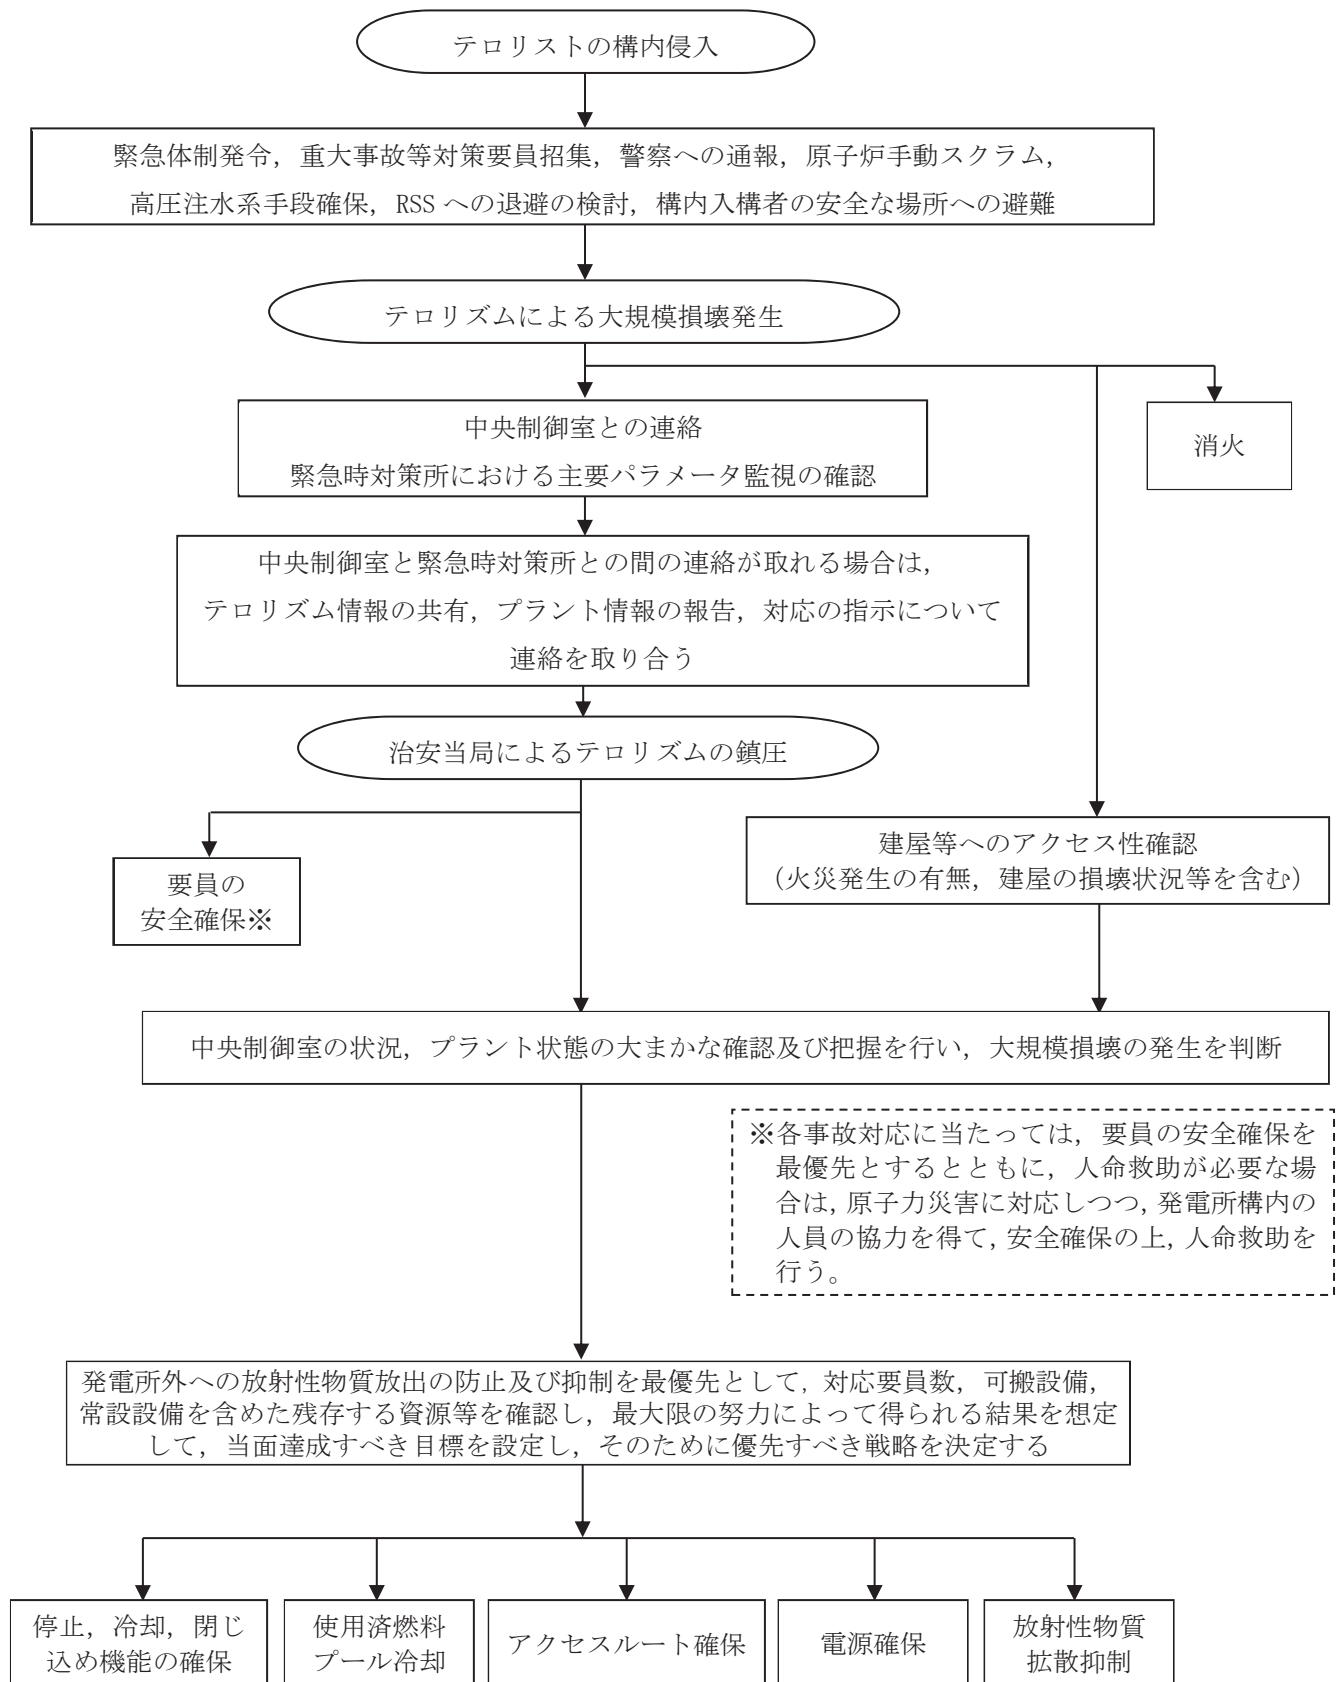 テロリストの構内侵入
緊急体制発令，重大事故等対策要員招集，警察への通報，原子炉手動スクラム，
高圧注水系手段確保，RSS への退避の検討，構内入構者の安全な場所への避難
テロリズムによる大規模損壊発生
中央制御室との連絡
緊急時対策所における主要パラメータ監視の確認
消火
中央制御室と緊急時対策所との間の連絡が取れる場合は，
テロリズム情報の共有，プラント情報の報告，対応の指示について
連絡を取り合う
治安当局によるテロリズムの鎮圧
要員の
安全確保※
建屋等へのアクセス性確認
（火災発生の有無，建屋の損壊状況等を含む）
中央制御室の状況，プラント状態の大まかな確認及び把握を行い，大規模損壊の発生を判断
※各事故対応に当たっては，要員の安全確保を
最優先とするとともに，人命救助が必要な場
合は，原子力災害に対応しつつ，発電所構内の
人員の協力を得て，安全確保の上，人命救助を
行う。
発電所外への放射性物質放出の防止及び抑制を最優先として，対応要員数，可搬設備，
常設設備を含めた残存する資源等を確認し，最大限の努力によって得られる結果を想定
して，当面達成すべき目標を設定し，そのために優先すべき戦略を決定する
停止，冷却，閉じ
込め機能の確保
使用済燃料
プール冷却
アクセスルート確保
電源確保
放射性物質
拡散抑制